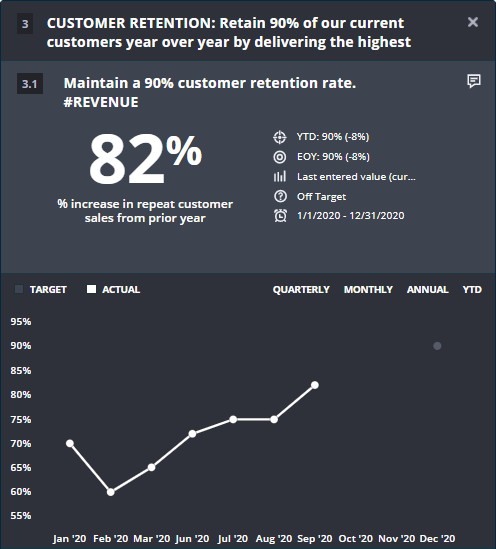 3
CUSTOMER RETENTION: Retain 90% of our current
customers year over year by delivering the highest
3.1
Maintain a 90% customer retention rate.
#REVENUE
82%
% increase in repeat customer
sales from prior year
YTD: 90% (-8%)
EOY: 90% (-8%)
Last entered value (cur...
Off Target
1/1/2020 - 12/31/2020
TARGET ACTUAL QUARTERLY MONTHLY ANNUAL YTD
95%
90%
85%
80%
75%
70%
65%
60%
55%
Jan '20 Feb '20 Mar '20 Jun '20 Jul '20 Aug '20 Sep '20 Oct '20 Nov '20 Dec '20